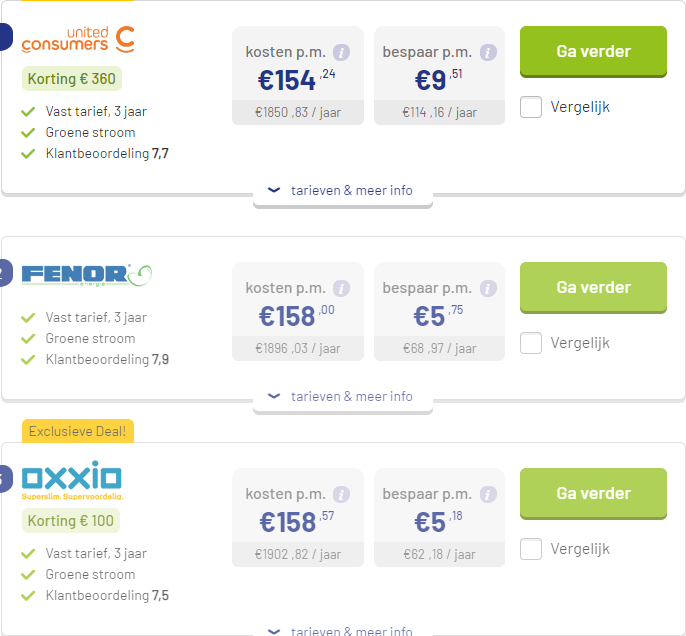 united
consumers
kosten p.m. i
bespaar p.m. i
Ga verder
€154 ,24
€9 ,51
Korting € 360
€1850 ,83 / jaar
€114 ,16 / jaar
Vergelijk
Vast tarief, 3 jaar
Groene stroom
Klantbeoordeling 7,7
tarieven & meer info
2
FENOR
energie
kosten p.m. i
bespaar p.m. i
Ga verder
€158 ,00
€5 ,75
Vast tarief, 3 jaar
€1896 ,03 / jaar
€68 ,97 / jaar
Vergelijk
Groene stroom
Klantbeoordeling 7,9
tarieven & meer info
Exclusieve Deal!
3
oxxio
Superslim. Supervoordelig.
kosten p.m. i
bespaar p.m. i
Ga verder
€158 ,57
€5 ,18
Korting € 100
€1902 ,82 / jaar
€62 ,18 / jaar
Vergelijk
Vast tarief, 3 jaar
Groene stroom
Klantbeoordeling 7,5
tarieven & meer info